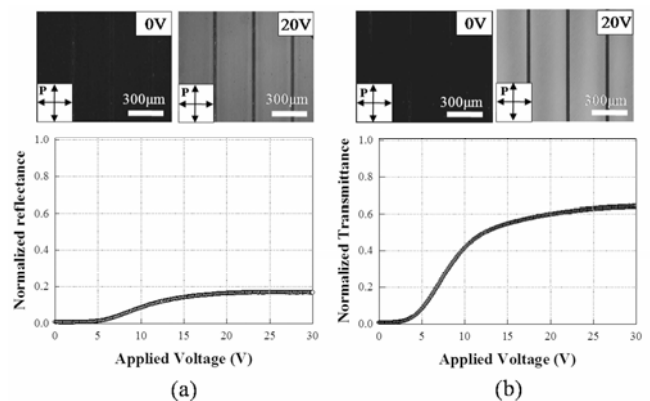 0V
20V
P
300μm
P
300μm
Normalized reflectance
1.0
0.8
0.6
0.4
0.2
0.0
0
5
10
15
20
25
30
Applied Voltage (V)
(a)
0V
20V
P
300μm
P
300μm
Normalized Transmittance
1.0
0.8
0.6
0.4
0.2
0.0
0
5
10
15
20
25
30
Applied Voltage (V)
(b)